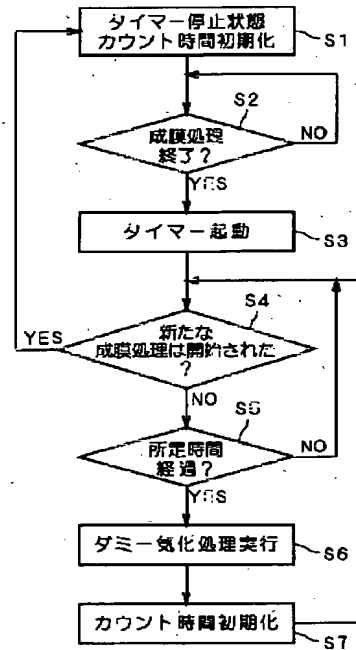 タイマー停止状態
カウント時間初期化
S1
S2
成膜処理
終了?
NO
YES
タイマー起動
S3
S4
新たな
成膜処理は開始された
?
YES
NO
S5
所定時間
経過?
NO
YES
ダミー気化処理実行
S6
カウント時間初期化
S7